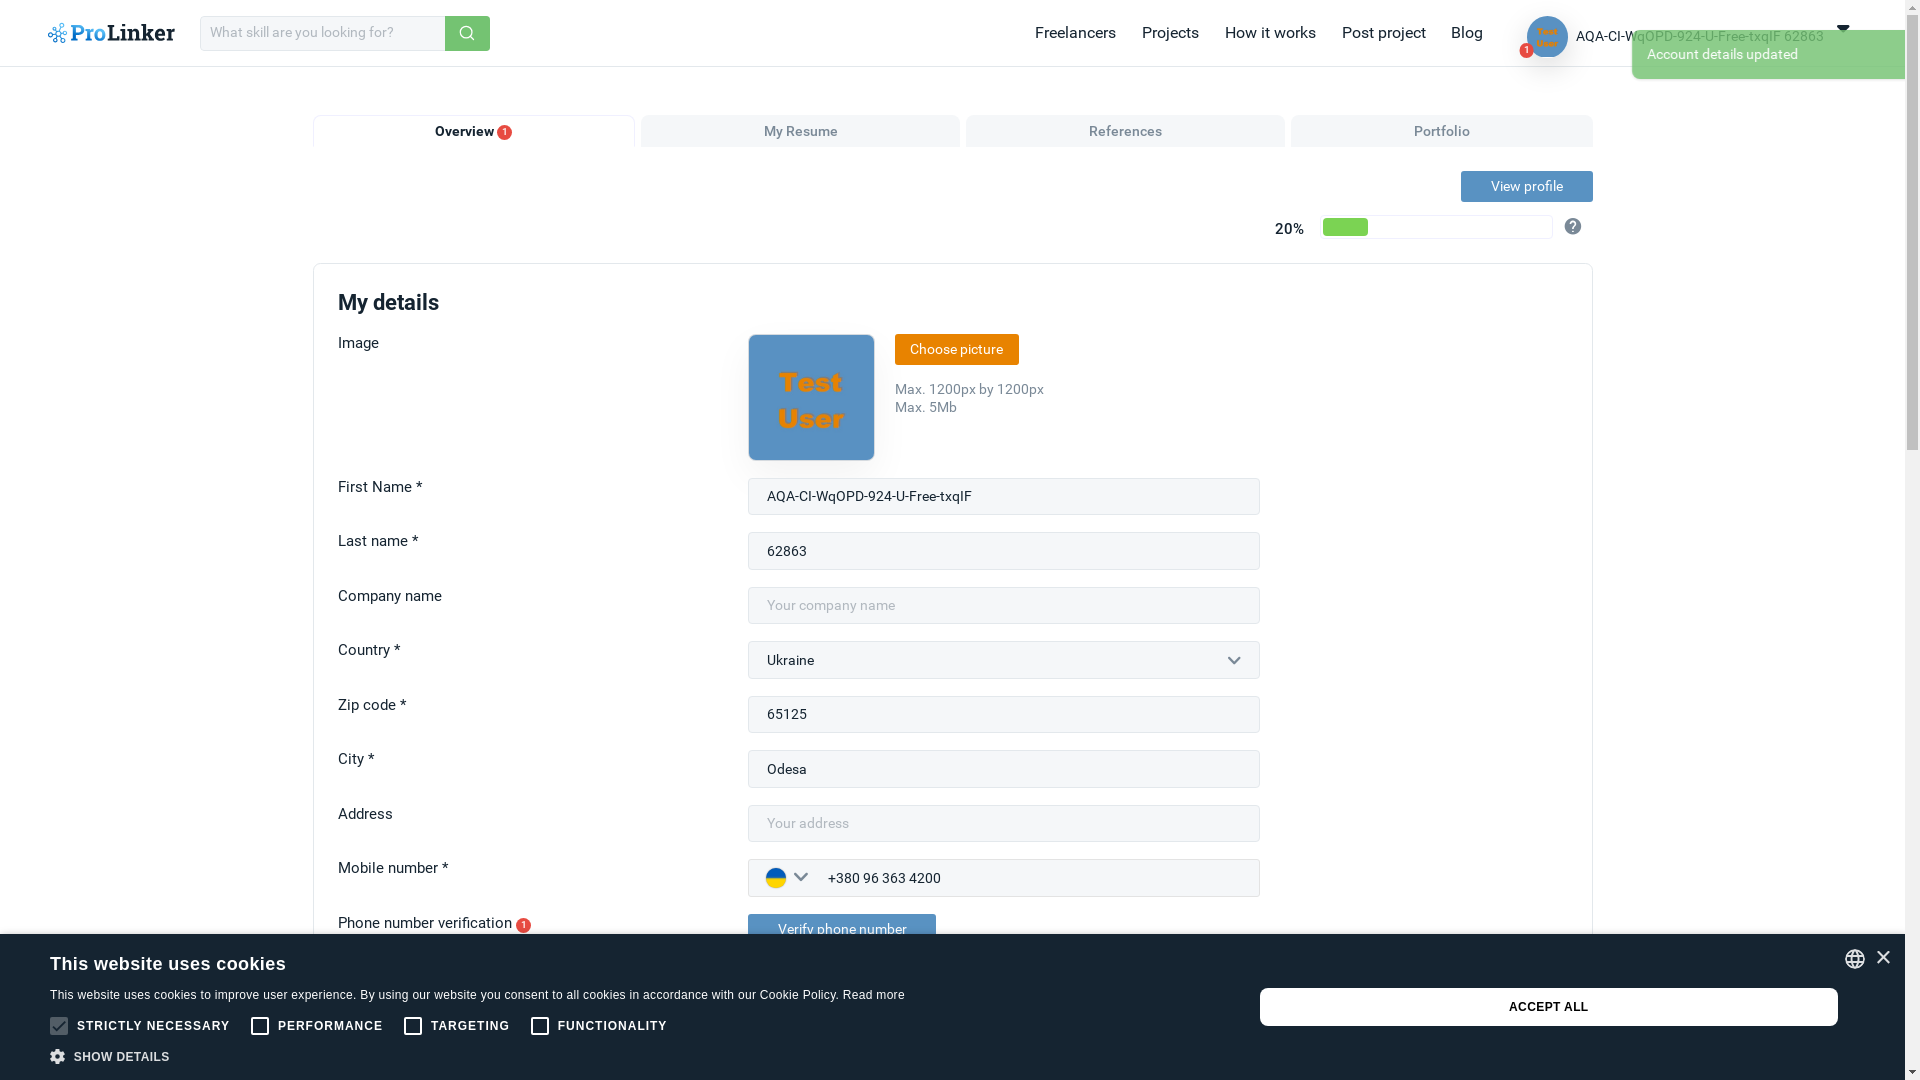 ProLinker
What skill are you looking for?
Freelancers
Projects
How it works
Post project
Blog
Test
User
1
AQA-CI-WqOPD-924-U-Free-txqIF 62863
Account details updated
Overview 1
My Resume
References
Portfolio
View profile
20%
?
My details
Image
Test
User
Choose picture
Max. 1200px by 1200px
Max. 5Mb
First Name *
AQA-CI-WqOPD-924-U-Free-txqIF
Last name *
62863
Company name
Your company name
Country *
Ukraine
Zip code *
65125
City *
Odesa
Address
Your address
Mobile number *
+380 96 363 4200
Phone number verification 1
Verify phone number
This website uses cookies
This website uses cookies to improve user experience. By using our website you consent to all cookies in accordance with our Cookie Policy. Read more
STRICTLY NECESSARY
PERFORMANCE
TARGETING
FUNCTIONALITY
SHOW DETAILS
ACCEPT ALL
×